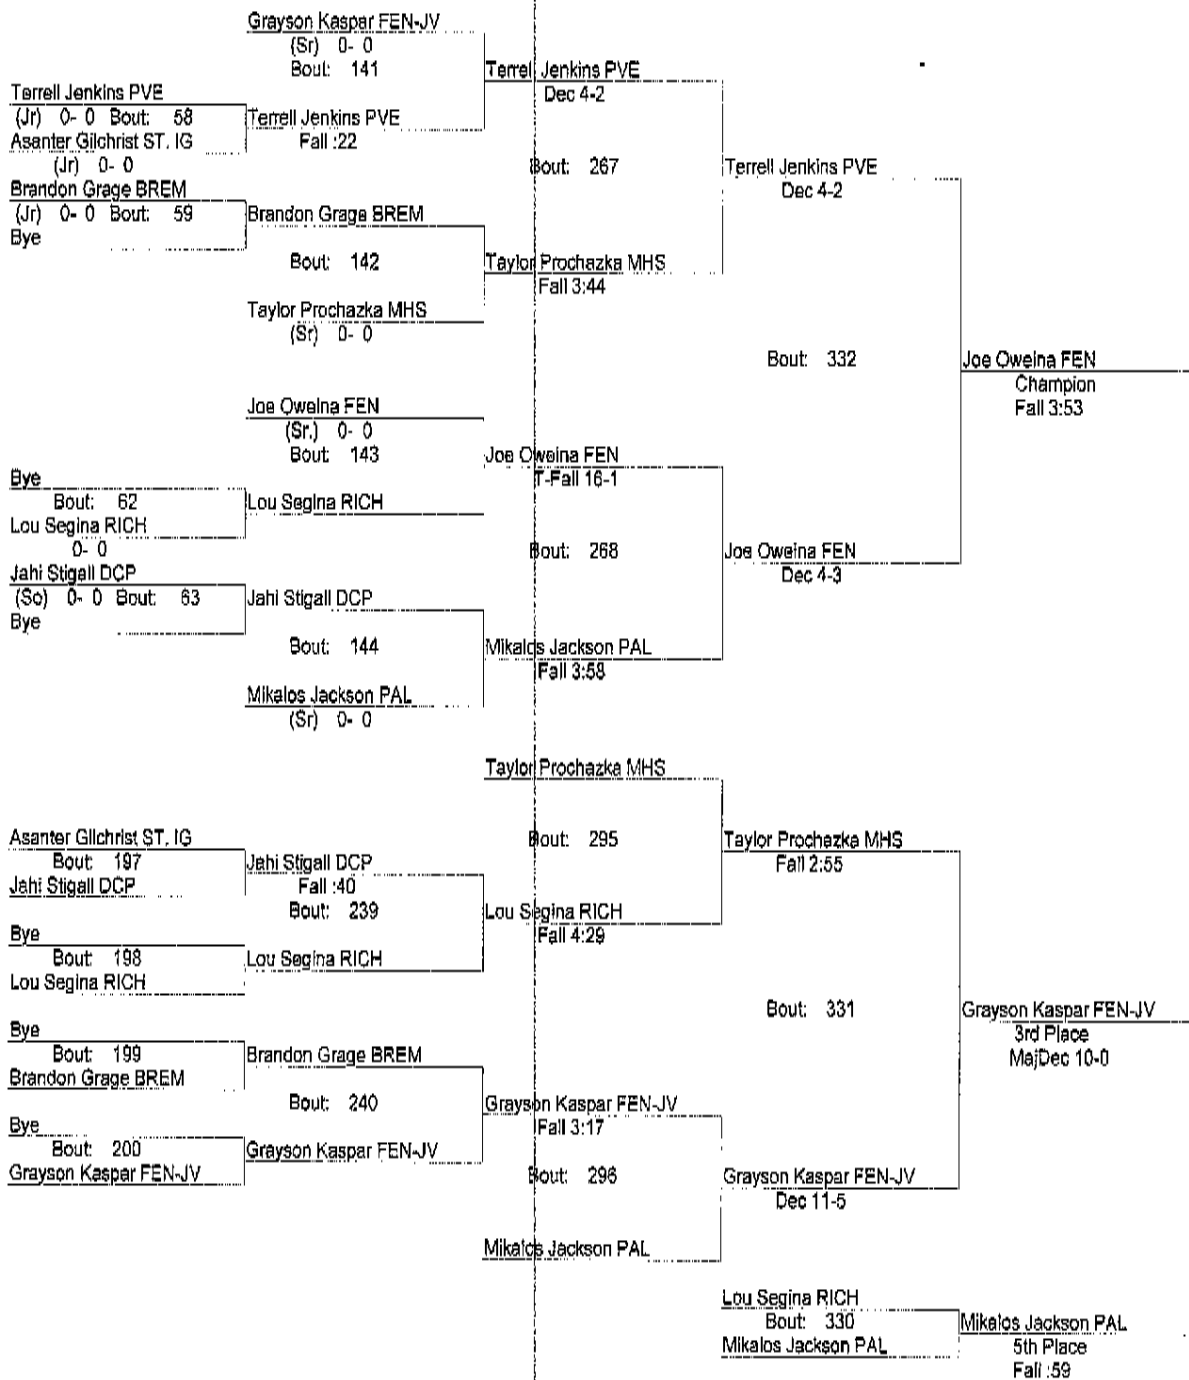 Grayson Kaspar FEN-JV
(Sr) 0- 0
Bout: 141
Terrell Jenkins PVE
Dec 4-2
Terrell Jenkins PVE
(Jr) 0- 0 Bout: 58
Terrell Jenkins PVE
Fall :22
Asanter Gilchrist ST. IG
(Jr) 0- 0
Bout: 267
Terrell Jenkins PVE
Dec 4-2
Brandon Grage BREM
(Jr) 0- 0 Bout: 59
Brandon Grage BREM
Bye
Bout: 142
Taylor Prochazka MHS
Fall 3:44
Taylor Prochazka MHS
(Sr) 0- 0
Bout: 332
Joe Oweina FEN
Champion
Fall 3:53
Joe Oweina FEN
(Sr.) 0- 0
Bout: 143
Joe Oweina FEN
T-Fall 16-1
Bye
Bout: 62
Lou Segina RICH
Lou Segina RICH
0- 0
Bout: 268
Joe Oweina FEN
Dec 4-3
Jahi Stigall DCP
(So) 0- 0 Bout: 63
Jahi Stigall DCP
Bye
Bout: 144
Mikalos Jackson PAL
Fall 3:58
Mikalos Jackson PAL
(Sr) 0- 0
Taylor Prochazka MHS
Bout: 295
Taylor Prochazka MHS
Fall 2:55
Asanter Gilchrist ST. IG
Bout: 197
Jahi Stigall DCP
Jahi Stigall DCP
Fall :40
Bout: 239
Lou Segina RICH
Fall 4:29
Bye
Bout: 198
Lou Segina RICH
Lou Segina RICH
Bout: 331
Grayson Kaspar FEN-JV
3rd Place
MajDec 10-0
Bye
Bout: 199
Brandon Grage BREM
Brandon Grage BREM
Bout: 240
Grayson Kaspar FEN-JV
Fall 3:17
Bye
Bout: 200
Grayson Kaspar FEN-JV
Grayson Kaspar FEN-JV
Bout: 296
Grayson Kaspar FEN-JV
Dec 11-5
Mikalos Jackson PAL
Lou Segina RICH
Bout: 330
Mikalos Jackson PAL
Mikalos Jackson PAL
5th Place
Fall :59